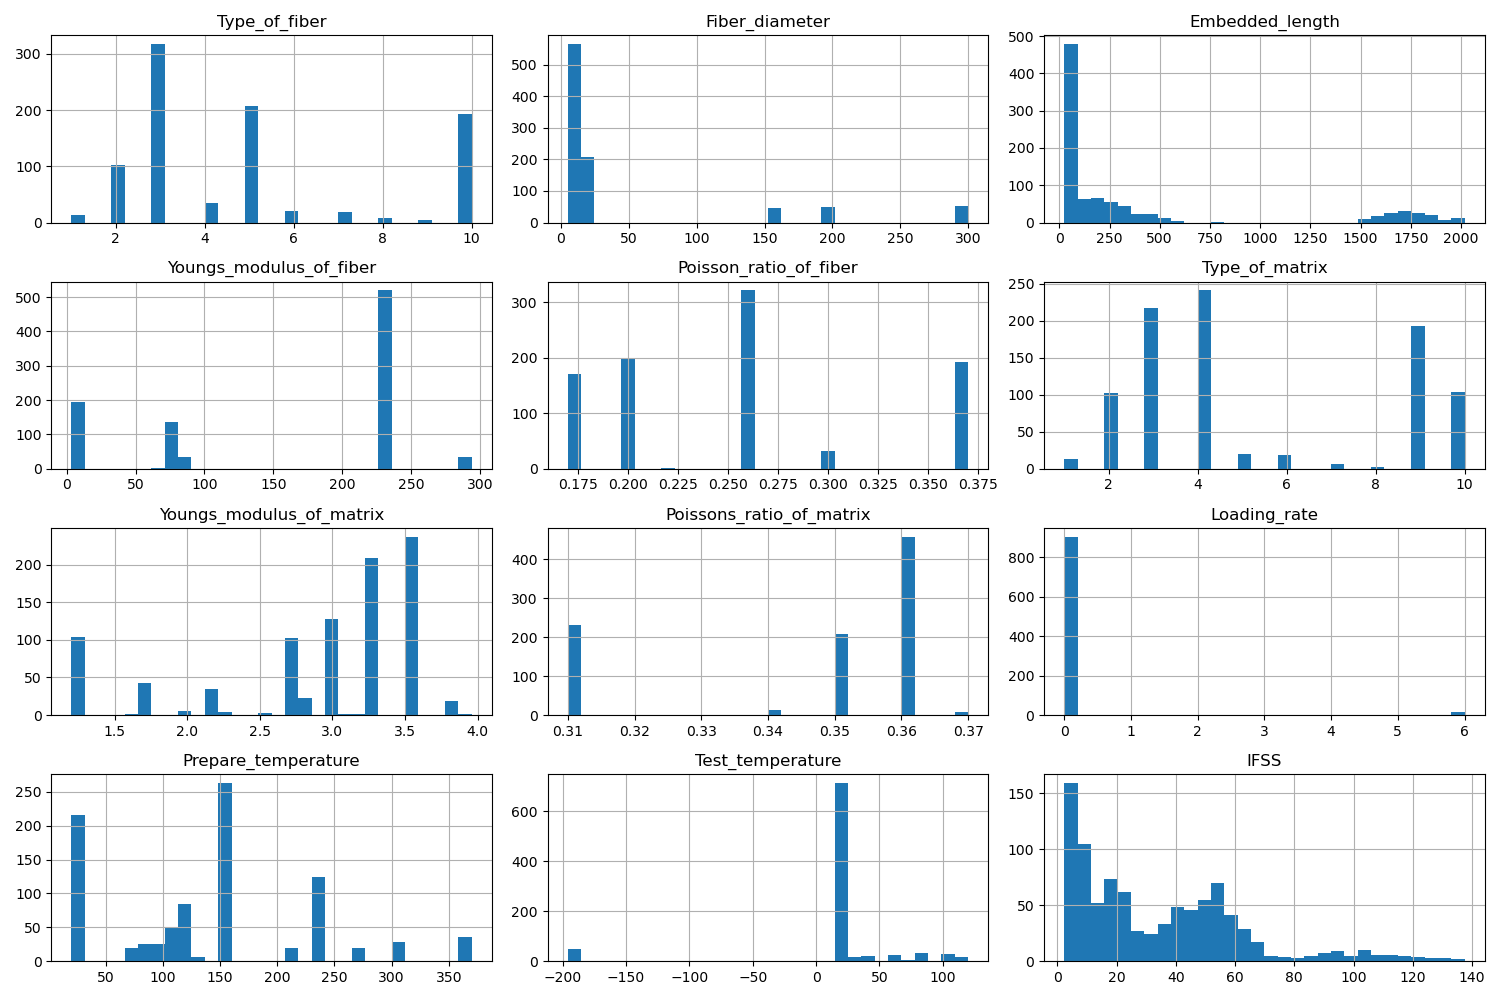 Type_of_fiber
300
200
100
0
2 4 6 8 10
Fiber_diameter
500
400
300
200
100
0
0 50 100 150 200 250 300
Embedded_length
500
400
300
200
100
0
0 250 500 750 1000 1250 1500 1750 2000
Youngs_modulus_of_fiber
500
400
300
200
100
0
0 50 100 150 200 250 300
Poisson_ratio_of_fiber
300
200
100
0
0.175 0.200 0.225 0.250 0.275 0.300 0.325 0.350 0.375
Type_of_matrix
250
200
150
100
50
0
2 4 6 8 10
Youngs_modulus_of_matrix
200
150
100
50
0
1.5 2.0 2.5 3.0 3.5 4.0
Poissons_ratio_of_matrix
400
300
200
100
0
0.31 0.32 0.33 0.34 0.35 0.36 0.37
Loading_rate
800
600
400
200
0
0 1 2 3 4 5 6
Prepare_temperature
250
200
150
100
50
0
50 100 150 200 250 300 350
Test_temperature
600
400
200
0
−200 −150 −100 −50 0 50 100
IFSS
150
100
50
0
0 20 40 60 80 100 120 140